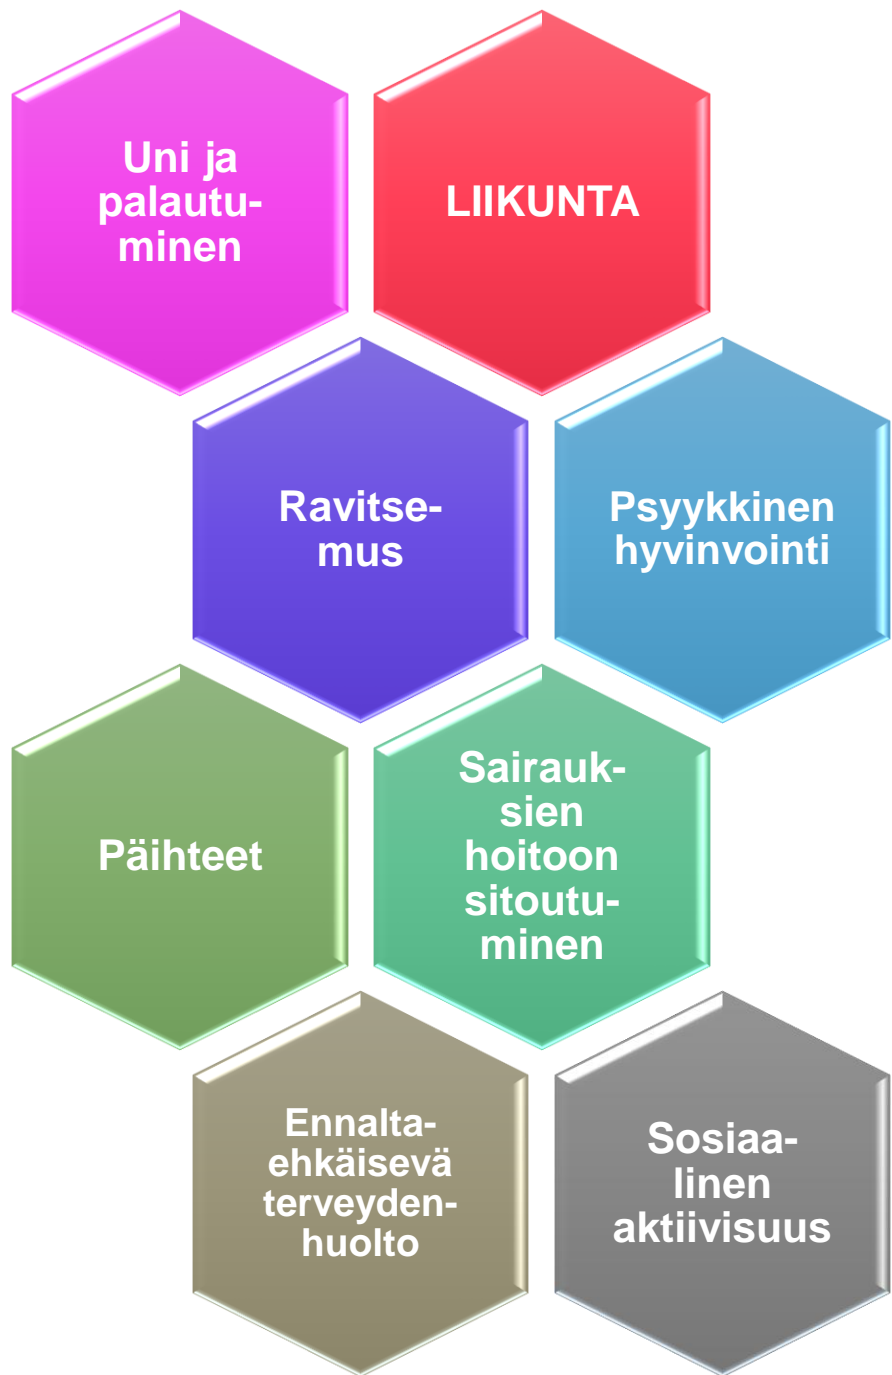 Uni ja
palautu-
minen
LIIKUNTA
Ravitse-
mus
Psyykkinen
hyvinvointi
Päihteet
Sairauk-
sien
hoitoon
sitoutu-
minen
Ennalta-
ehkäisevä
terveyden-
huolto
Sosiaa-
linen
aktiivisuus